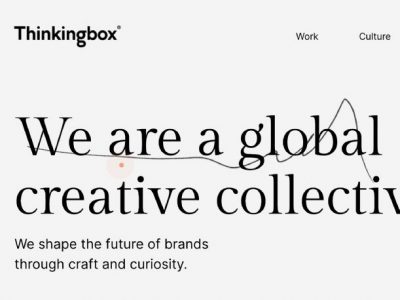 Thinkingbox®
Work
Culture
We are a global
creative collectiv
We shape the future of brands
through craft and curiosity.